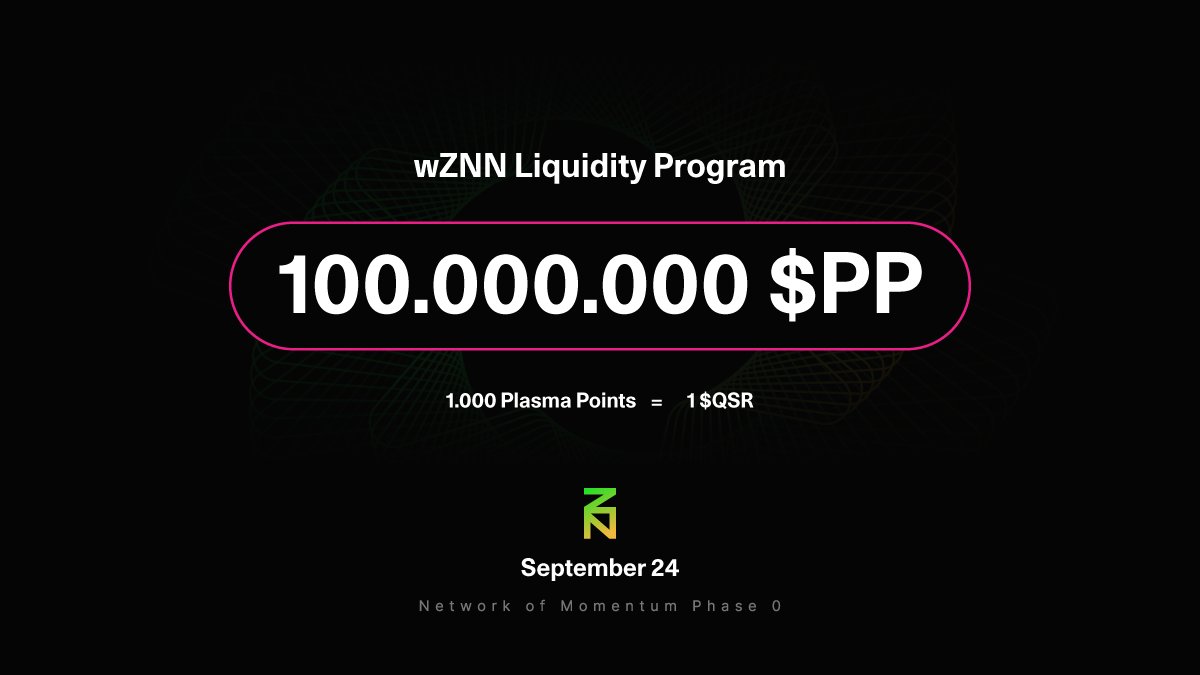 wZNN Liquidity Program
100.000.000 $PP
1.000 Plasma Points = 1 $QSR
September 24
Network of Momentum Phase 0